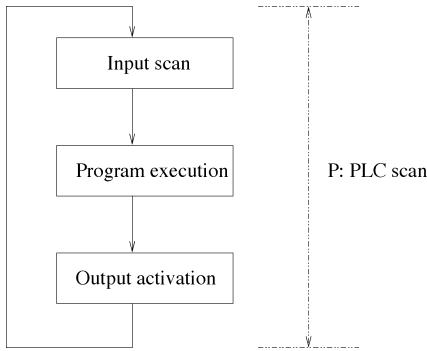 Input scan
Program execution
P: PLC scan
Output activation